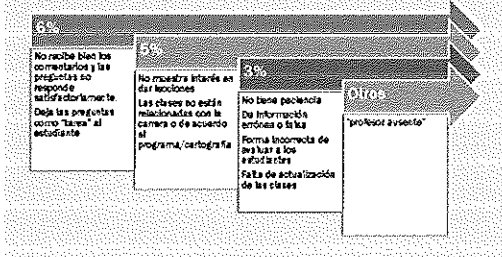 6%
No recibe bien los
comentarios y las
preguntas no
responde
satisfactoriamente.
Deja las preguntas
como "tarea" al
estudiante
5%
No muestra interés en
dar lecciones
Las clases no están
relacionadas con la
carrera o de acuerdo
al
programa/cartografía
3%
No tiene paciencia
Da información
errónea o falsa
Forma incorrecta de
evaluar a los
estudiantes
Falta de actualización
de las clases
Otros
"profesor ausente"